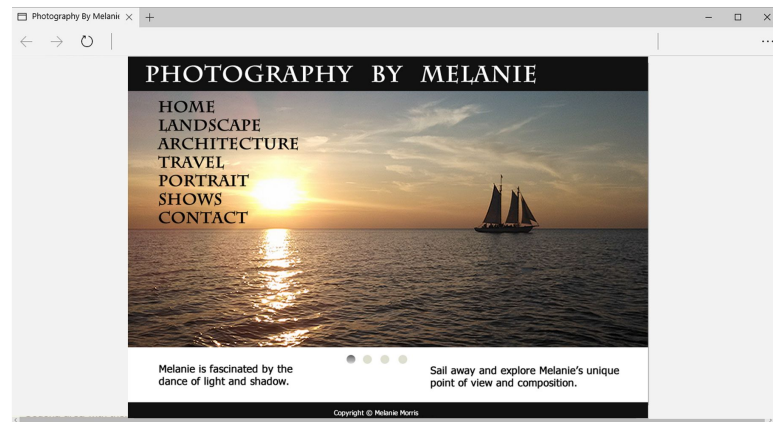 Photography By Melanie
PHOTOGRAPHY BY MELANIE
HOME
LANDSCAPE
ARCHITECTURE
TRAVEL
PORTRAIT
SHOWS
CONTACT
Melanie is fascinated by the
dance of light and shadow.
Sail away and explore Melanie’s unique
point of view and composition.
Copyright © Melanie Morris